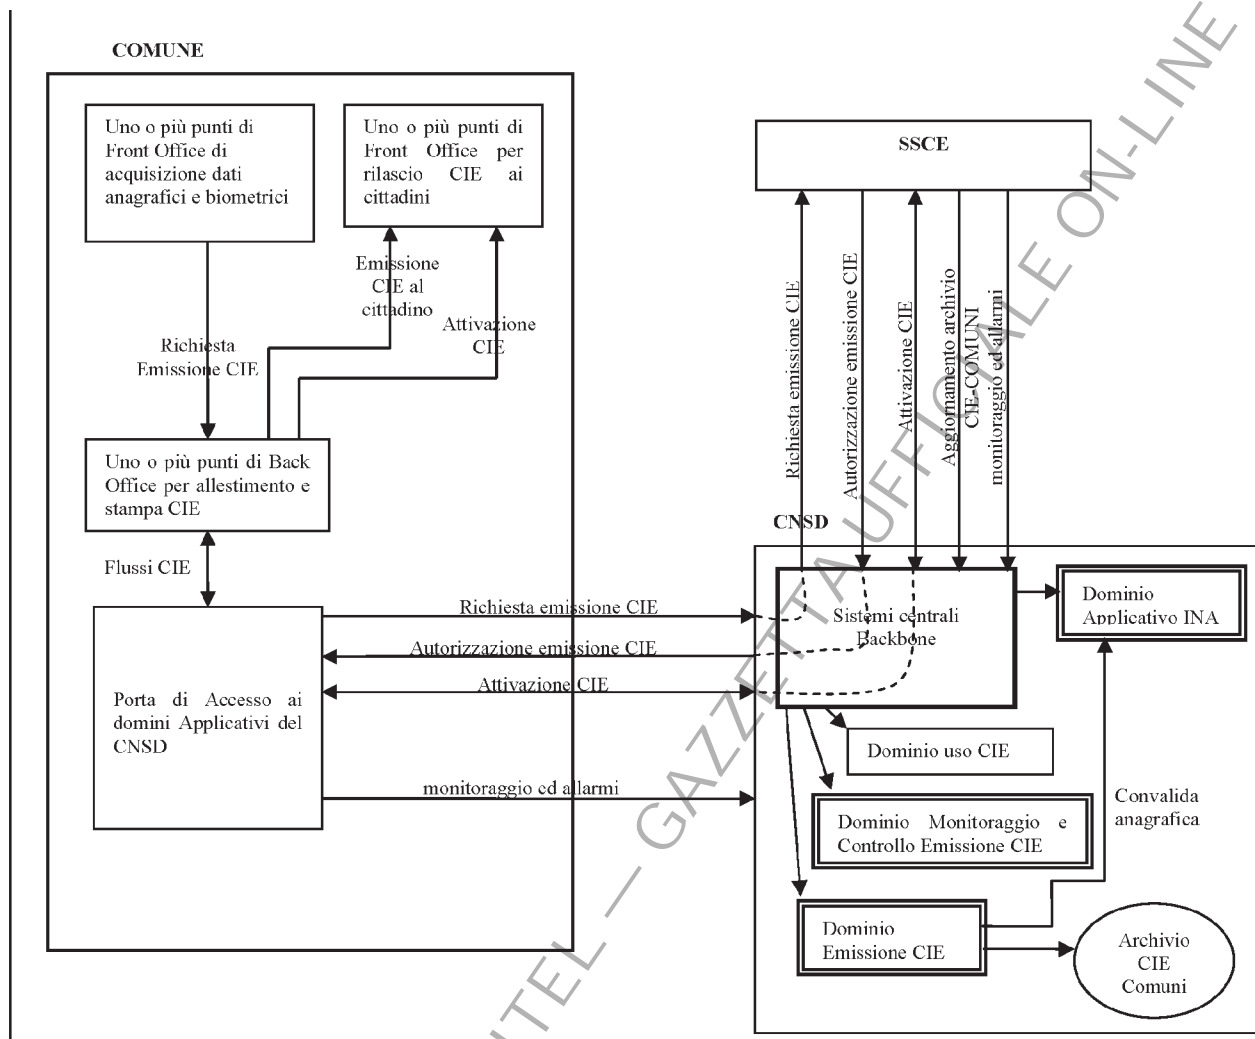 COMUNE
Uno o più punti di
Front Office di
acquisizione dati
anagrafici e biometrici
Uno o più punti di
Front Office per
rilascio CIE ai
cittadini
Emissione
CIE al
cittadino
Attivazione
CIE
Richiesta
Emissione CIE
Uno o più punti di Back
Office per allestimento e
stampa CIE
Flussi CIE
Porta di Accesso ai
domini Applicativi del
CNSD
Richiesta emissione CIE
Autorizzazione emissione CIE
Attivazione CIE
monitoraggio ed allarmi
SSCE
Richiesta emissione CIE
Autorizzazione emissione CIE
Attivazione CIE
Aggiornamento archivio
CIE-COMUNI
monitoraggio ed allarmi
CNSD
Sistemi centrali
Backbone
Dominio
Applicativo INA
Dominio uso CIE
Dominio Monitoraggio e
Controllo Emissione CIE
Convalida
anagrafica
Dominio
Emissione CIE
Archivio
CIE
Comuni
ITEL — GAZZETTA UFFICIALE ON-LINE